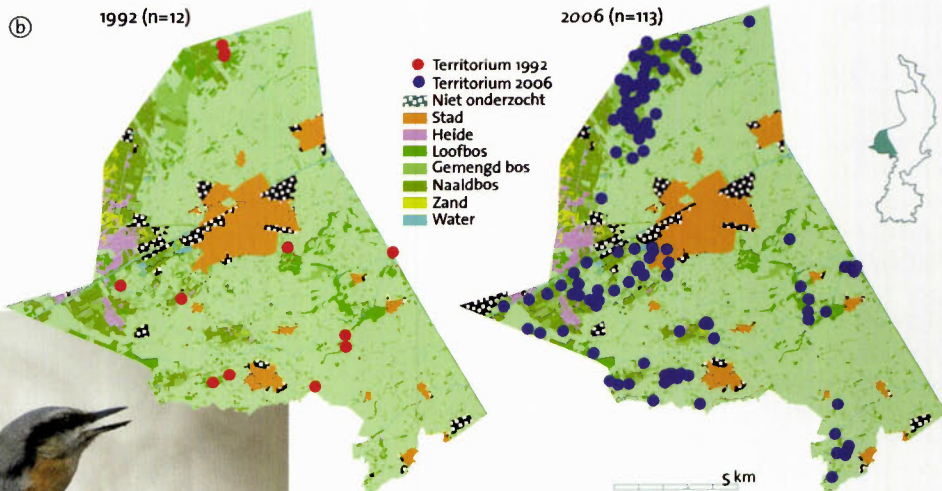 b
1992 (n=12)
2006 (n=113)
Territorium 1992
Territorium 2006
Niet onderzocht
Stad
Heide
Loofbos
Gemengd bos
Naaldbos
Zand
Water
5 km